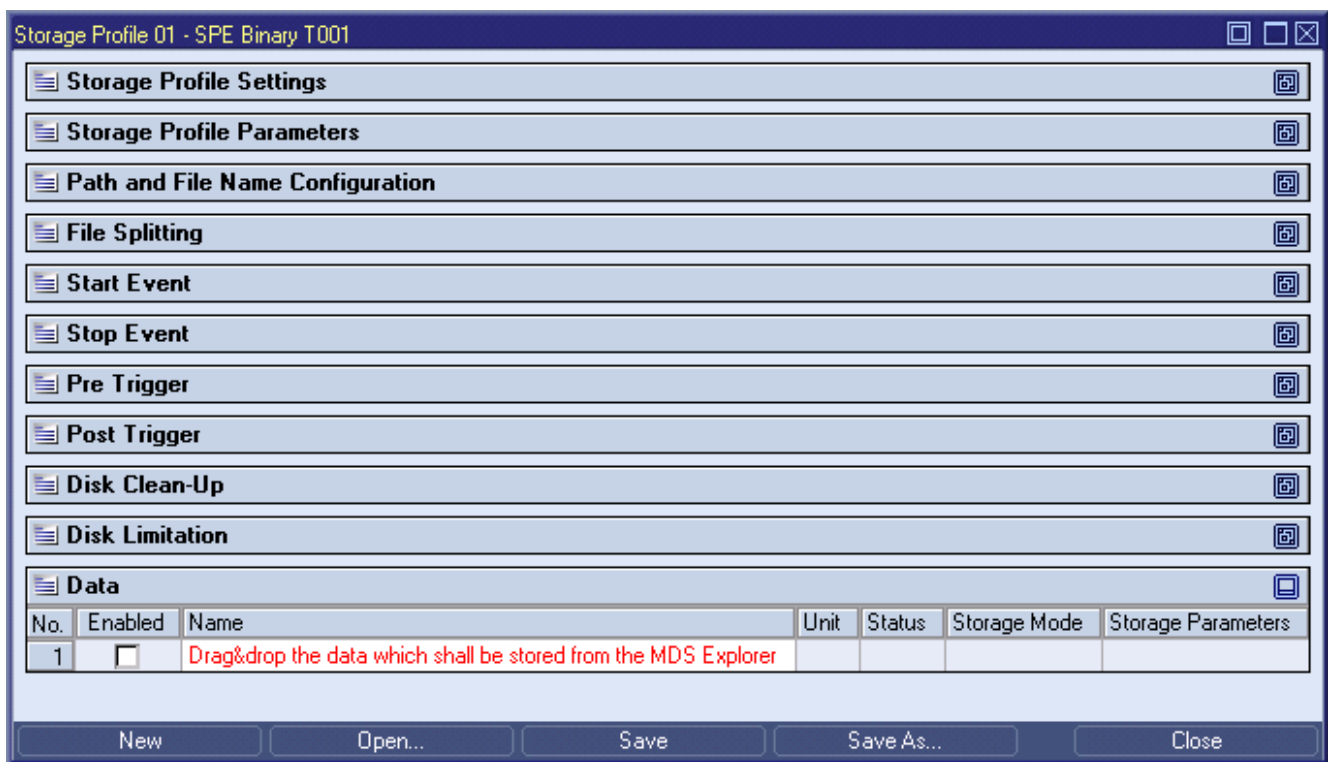 Storage Profile 01 - SPE Binary T001
Storage Profile Settings
Storage Profile Parameters
Path and File Name Configuration
File Splitting
Start Event
Stop Event
Pre Trigger
Post Trigger
Disk Clean-Up
Disk Limitation
Data
No. Enabled Name Unit Status Storage Mode Storage Parameters
1 Drag&drop the data which shall be stored from the MDS Explorer
New Open... Save Save As... Close